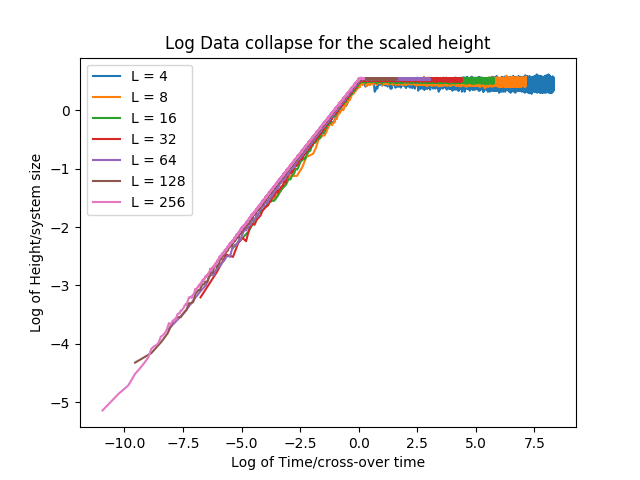 Log Data collapse for the scaled height
L = 4
L = 8
L = 16
L = 32
L = 64
L = 128
L = 256
0
−1
−2
−3
−4
−5
Log of Height/system size
−10.0 −7.5 −5.0 −2.5 0.0 2.5 5.0 7.5
Log of Time/cross-over time